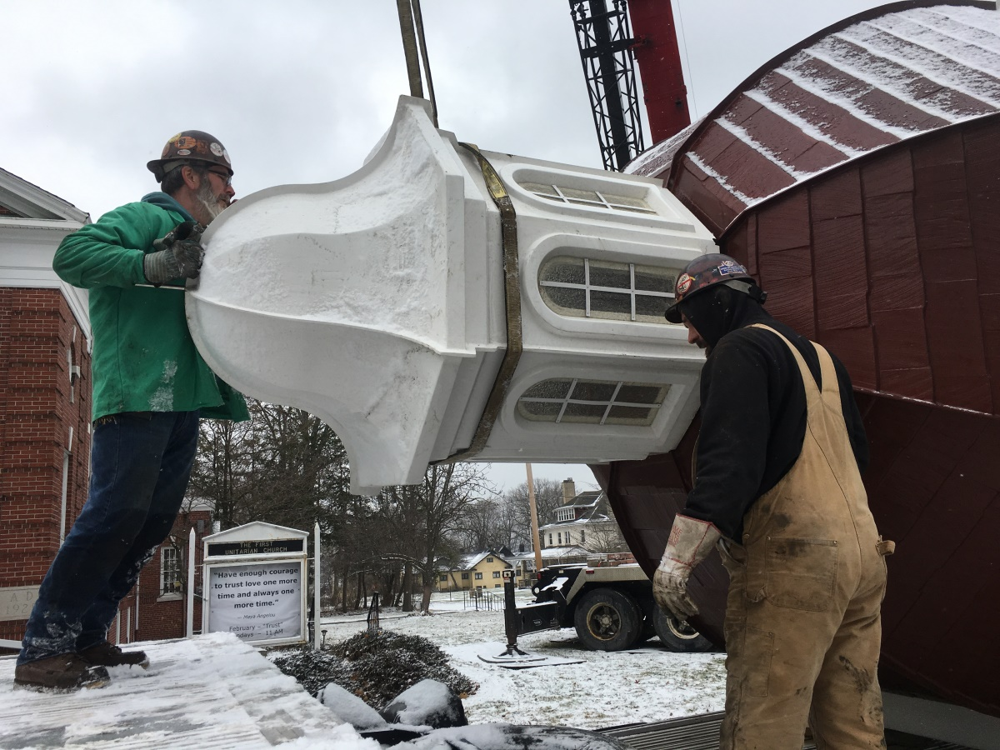 THE FIRST
UNITARIAN CHURCH
"Have enough courage
to trust love one more
time and always one
more time."
— Maya Angelou
February – "Trust"
– 11 AM